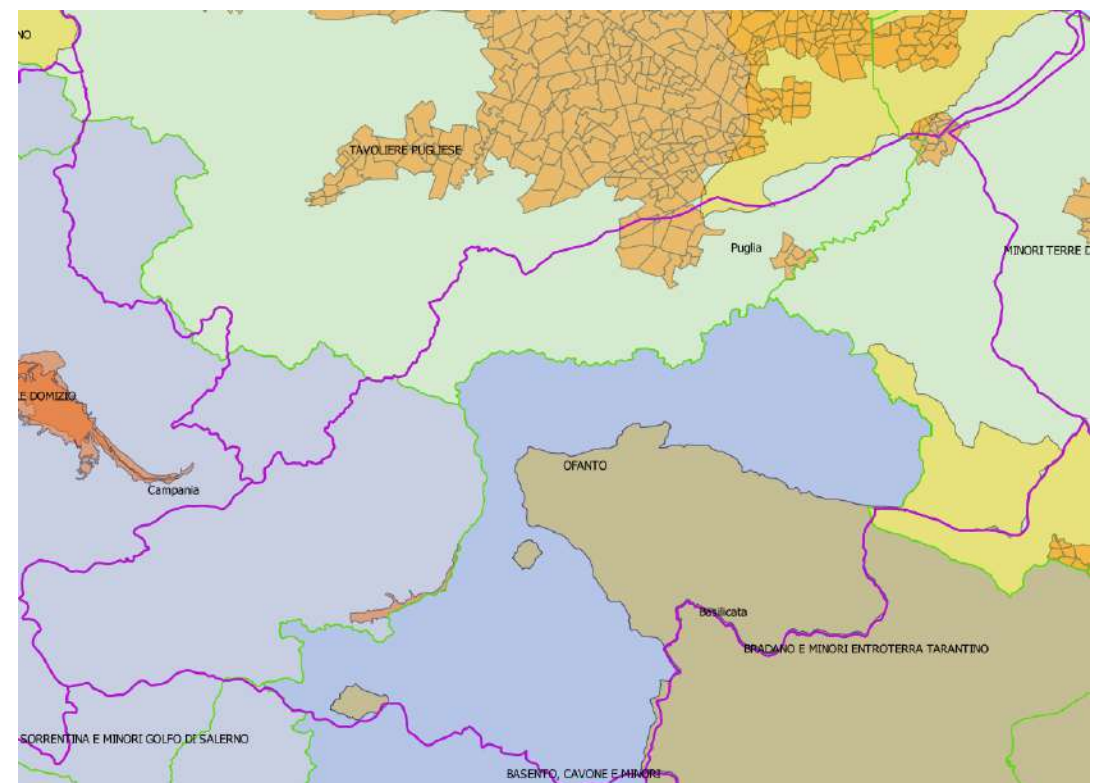 NO
TAVOLIERE PUGLIESE
Puglia
MINORI TERRE D
E DOMIZIO
OFANTO
Campania
Basilicata
BRADANO E MINORI ENTROTERRA TARANTINO
SORRENTINA E MINORI GOLFO DI SALERNO
BASENTO, CAVONE E MINORI